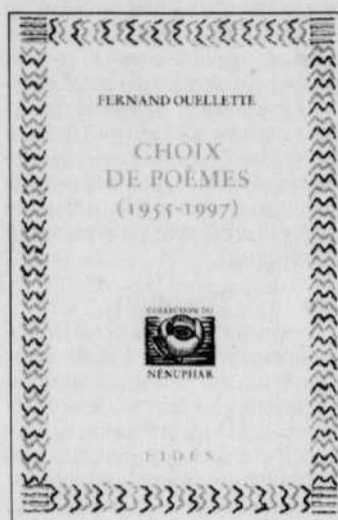 FERNAND OUELLETTE
CHOIX
DE POÈMES
(1955-1997)
COLLECTION DU
NÉNUPHAR
FIDES